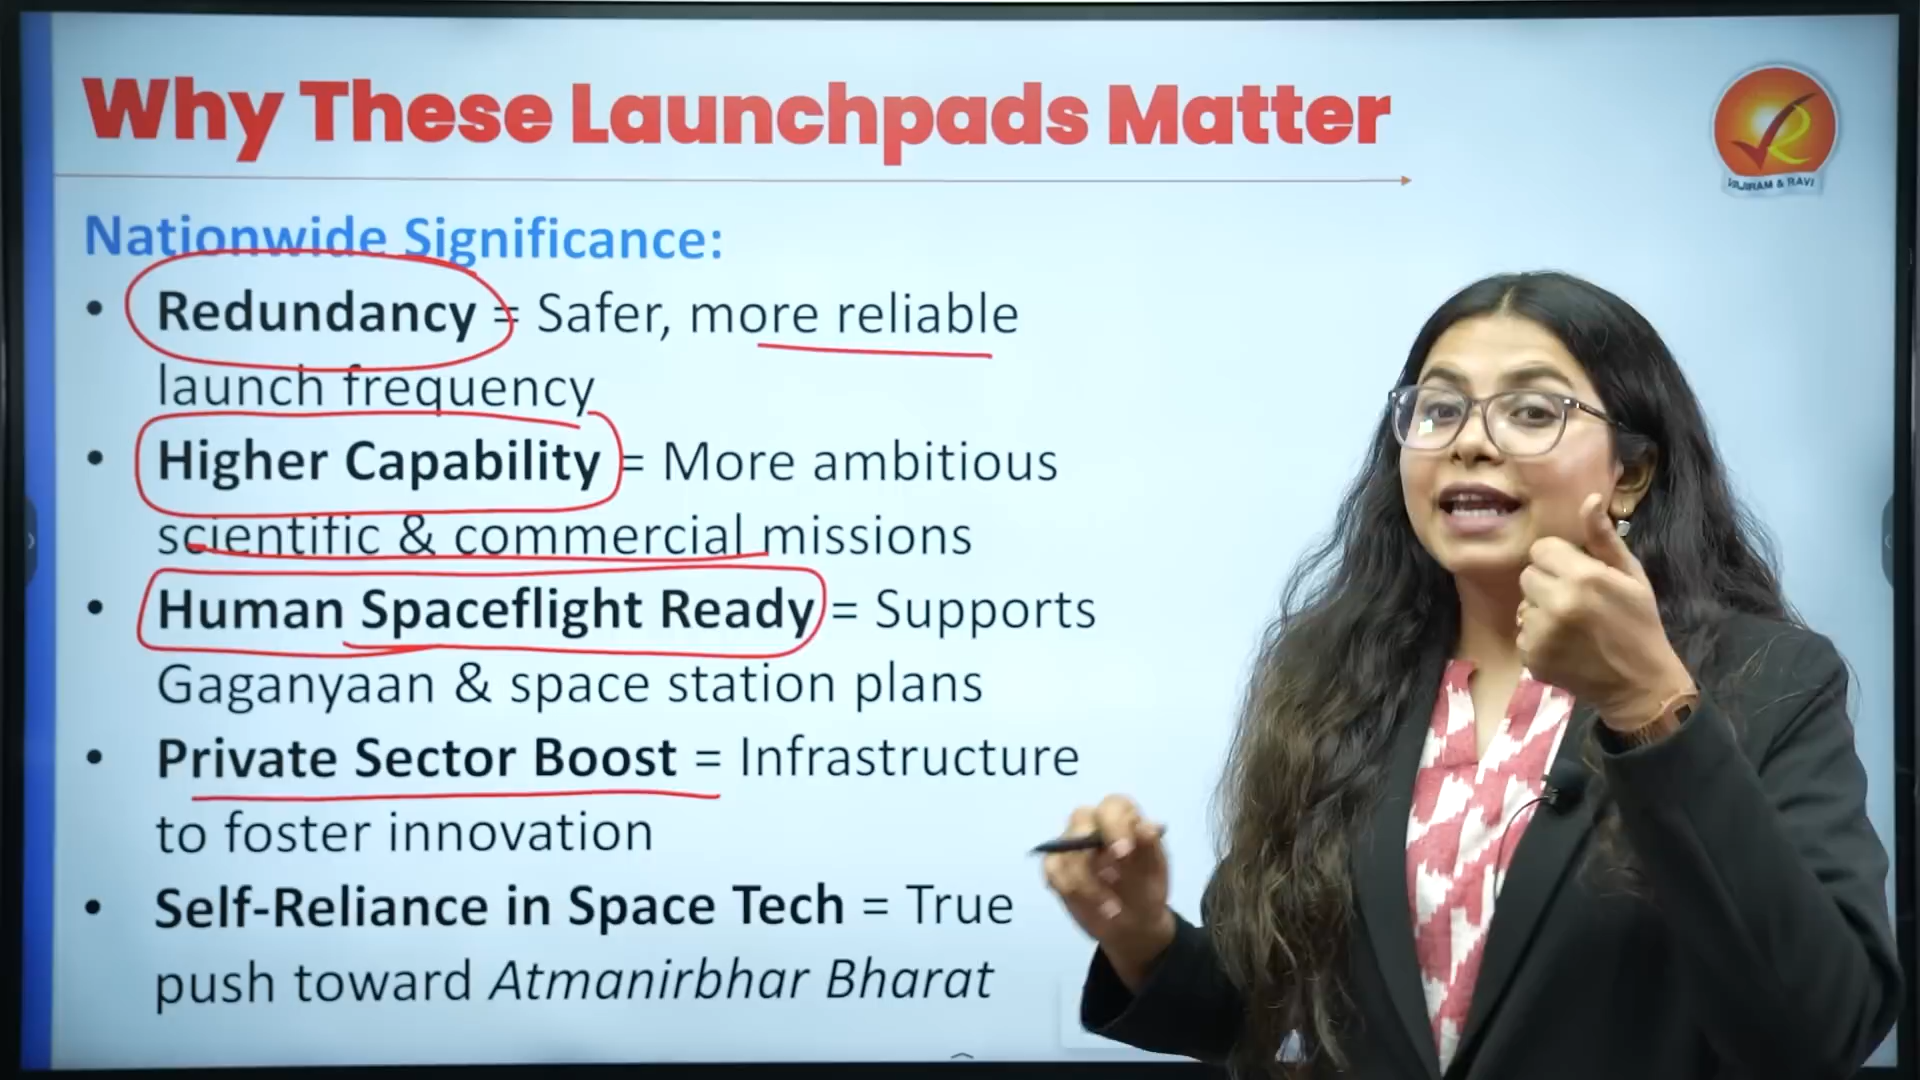 Why These Launchpads Matter
VAJIRAM & RAVI
Nationwide Significance:
• Redundancy = Safer, more reliable
launch frequency
• Higher Capability = More ambitious
scientific & commercial missions
• Human Spaceflight Ready = Supports
Gaganyaan & space station plans
• Private Sector Boost = Infrastructure
to foster innovation
• Self-Reliance in Space Tech = True
push toward Atmanirbhar Bharat